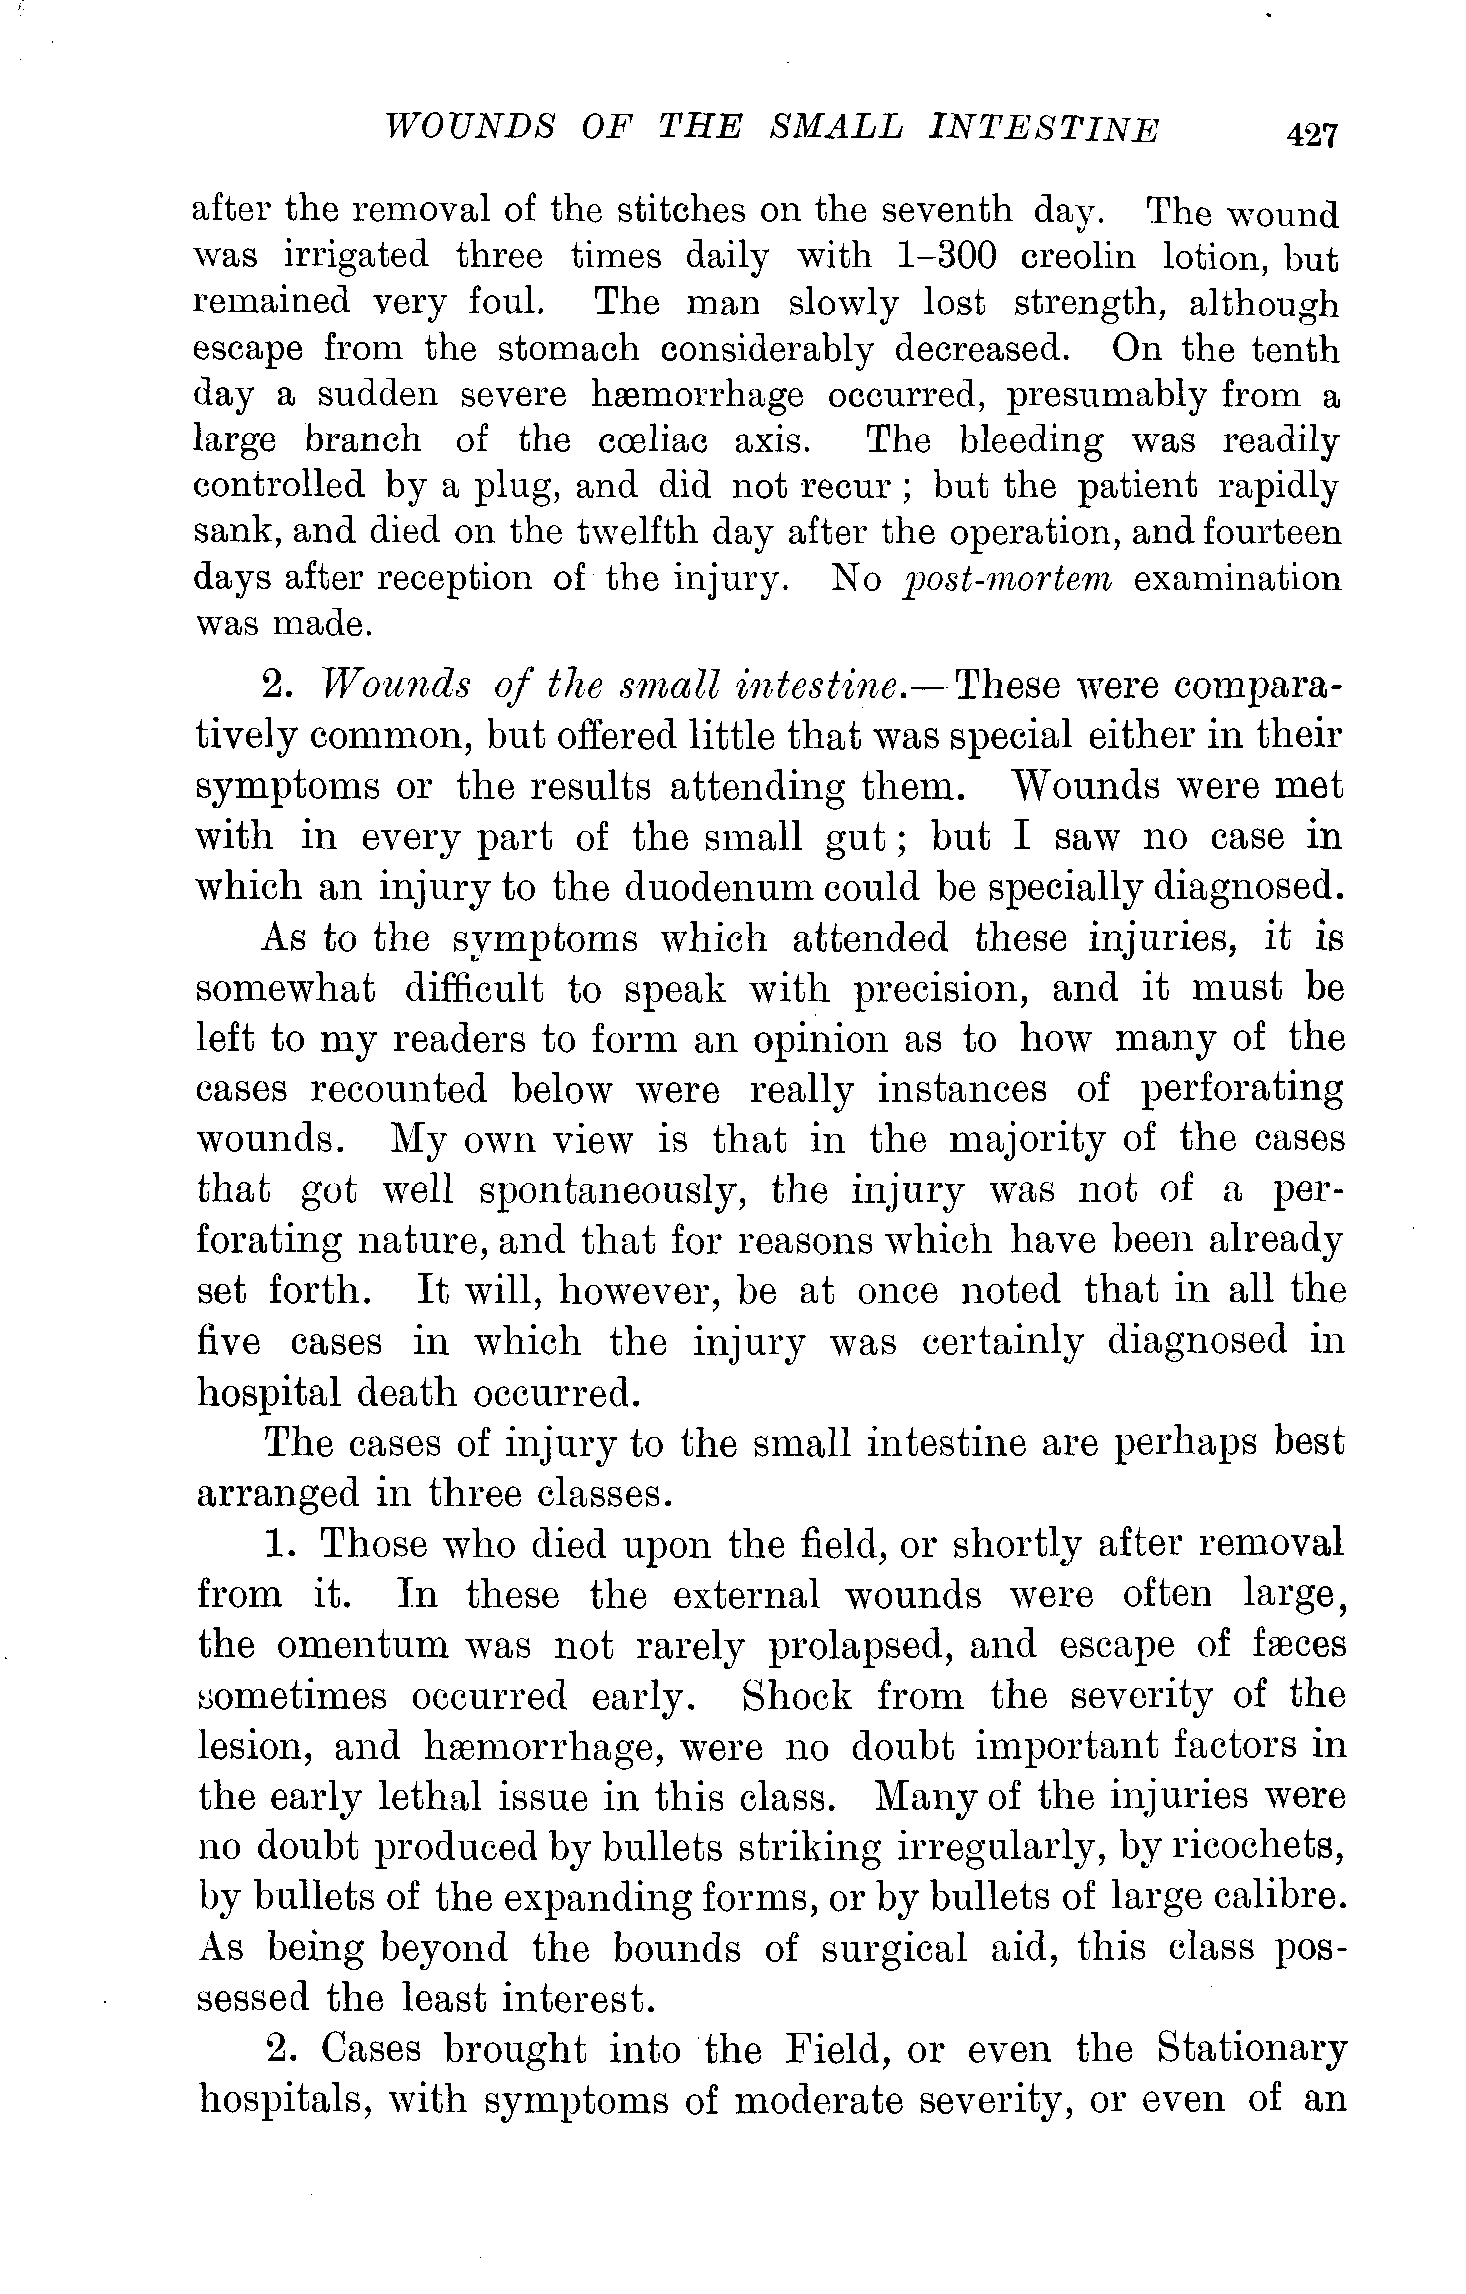 WOUNDS OF THE SMALL INTESTINE 427
after the removal of the stitches on the seventh day. The wound
was irrigated three times daily with 1–300 creolin lotion, but
remained very foul. The man slowly lost strength, although
escape from the stomach considerably decreased. On the tenth
day a sudden severe hæmorrhage occurred, presumably from a
large branch of the cœliac axis. The bleeding was readily
controlled by a plug, and did not recur ; but the patient rapidly
sank, and died on the twelfth day after the operation, and fourteen
days after reception of the injury. No post-mortem examination
was made.
2. Wounds of the small intestine.— These were compara-
tively common, but offered little that was special either in their
symptoms or the results attending them. Wounds were met
with in every part of the small gut ; but I saw no case in
which an injury to the duodenum could be specially diagnosed.
As to the symptoms which attended these injuries, it is
somewhat difficult to speak with precision, and it must be
left to my readers to form an opinion as to how many of the
cases recounted below were really instances of perforating
wounds. My own view is that in the majority of the cases
that got well spontaneously, the injury was not of a per-
forating nature, and that for reasons which have been already
set forth. It will, however, be at once noted that in all the
five cases in which the injury was certainly diagnosed in
hospital death occurred.
The cases of injury to the small intestine are perhaps best
arranged in three classes.
1. Those who died upon the field, or shortly after removal
from it. In these the external wounds were often large,
the omentum was not rarely prolapsed, and escape of fæces
sometimes occurred early. Shock from the severity of the
lesion, and hæmorrhage, were no doubt important factors in
the early lethal issue in this class. Many of the injuries were
no doubt produced by bullets striking irregularly, by ricochets,
by bullets of the expanding forms, or by bullets of large calibre.
As being beyond the bounds of surgical aid, this class pos-
sessed the least interest.
2. Cases brought into the Field, or even the Stationary
hospitals, with symptoms of moderate severity, or even of an